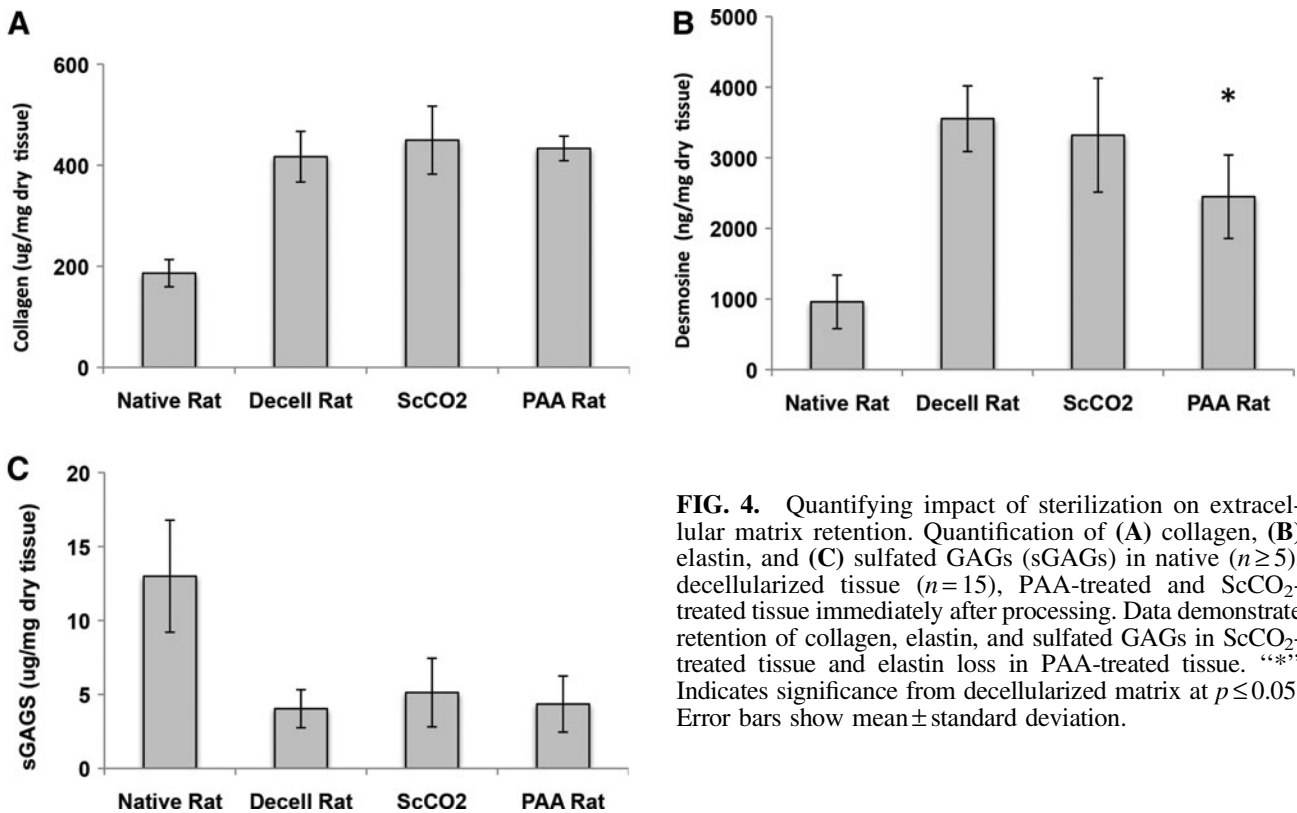 A
Collagen (ug/mg dry tissue)
600
400
200
0
Native Rat Decell Rat ScCO2 PAA Rat
B
Desmosine (ng/mg dry tissue)
5000
4000
3000
2000
1000
0
*
Native Rat Decell Rat ScCO2 PAA Rat
C
sGAGS (ug/mg dry tissue)
20
15
10
5
0
Native Rat Decell Rat ScCO2 PAA Rat
FIG. 4. Quantifying impact of sterilization on extracel-
lular matrix retention. Quantification of (A) collagen, (B)
elastin, and (C) sulfated GAGs (sGAGs) in native (n ≥ 5)
decellularized tissue (n = 15), PAA-treated and ScCO2-
treated tissue immediately after processing. Data demonstrate
retention of collagen, elastin, and sulfated GAGs in ScCO2-
treated tissue and elastin loss in PAA-treated tissue. “*”
Indicates significance from decellularized matrix at p ≤ 0.05
Error bars show mean ± standard deviation.